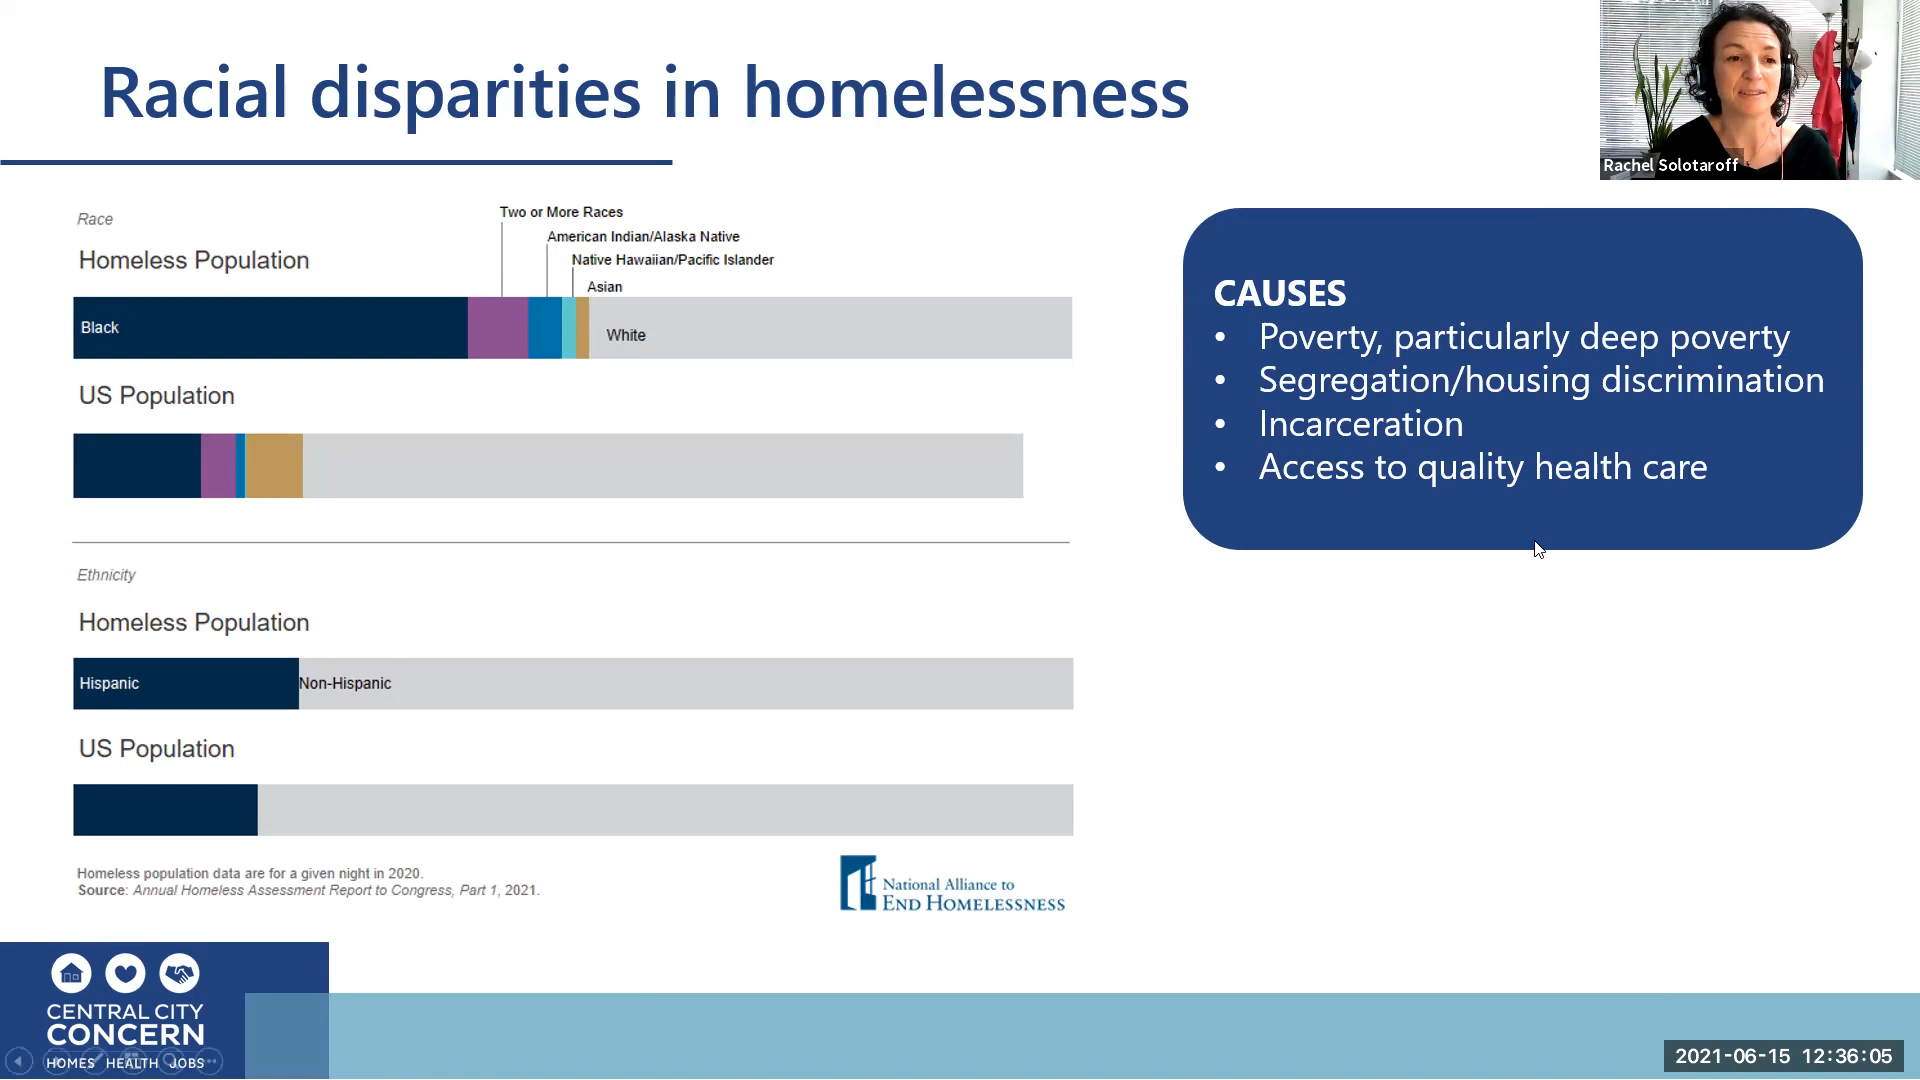 Racial disparities in homelessness
Rachel Solotaroff
Race
Two or More Races
American Indian/Alaska Native
Homeless Population
Native Hawaiian/Pacific Islander
Asian
Black
White
US Population
Ethnicity
Homeless Population
Hispanic
Non-Hispanic
US Population
Homeless population data are for a given night in 2020.
Source: Annual Homeless Assessment Report to Congress, Part 1, 2021.
National Alliance to
END HOMELESSNESS
CAUSES
• Poverty, particularly deep poverty
• Segregation/housing discrimination
• Incarceration
• Access to quality health care
CENTRAL CITY
CONCERN
HOMES HEALTH JOBS
2021-06-15 12:36:05